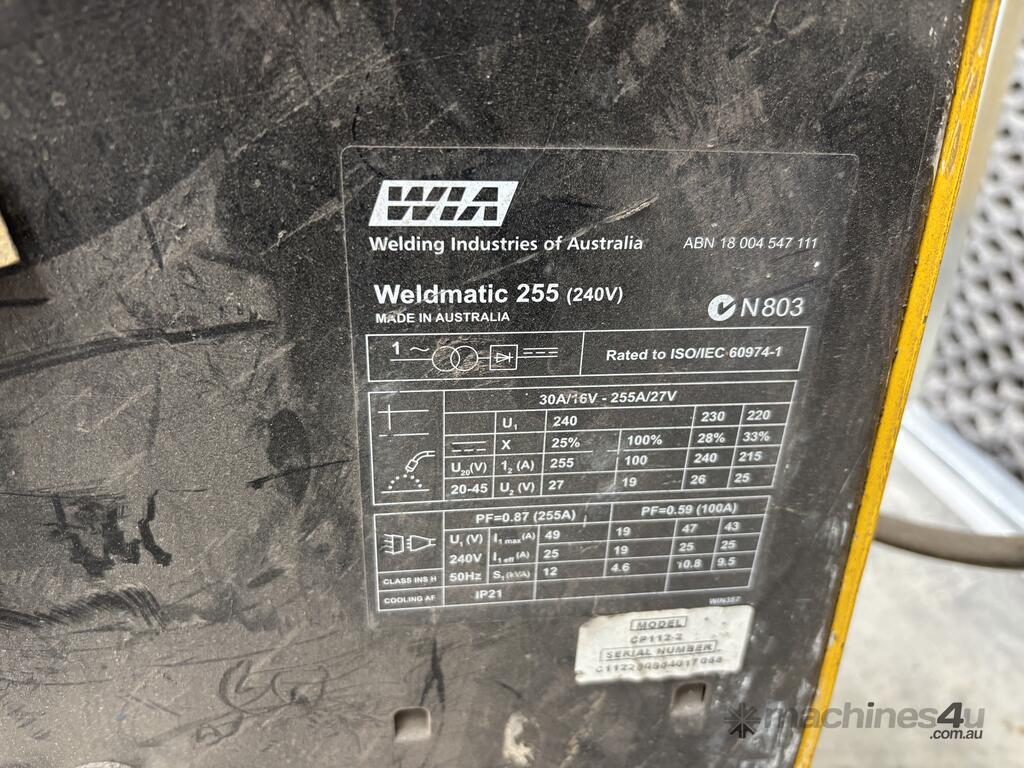 WIA
Welding Industries of Australia ABN 18 004 547 111
Weldmatic 255 (240V) N803
MADE IN AUSTRALIA
1 ~ Rated to ISO/IEC 60974-1
30A/16V - 255A/27V
U₁ 240 230 220
X 25% 100% 28% 33%
U₂₀(V) I₂ (A) 255 100 240 215
20-45 U₂ (V) 27 19 26 25
PF=0.87 (255A) PF=0.59 (100A)
U₁ (V) I₁ max(A) 49 19 47 43
240V I₁ eff (A) 25 19 25 25
CLASS INS H 50Hz S₁(kVA) 12 4.6 10.8 9.5
COOLING AF IP21
WIN357
MODEL
CP112-2
SERIAL NUMBER
machines4u
.com.au